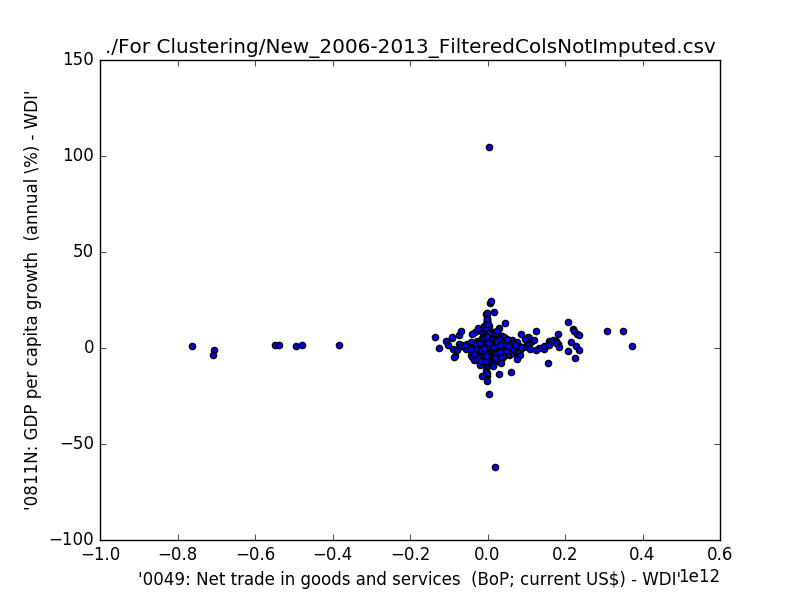 ./For Clustering/New_2006-2013_FilteredColsNotImputed.csv
150
100
50
0
−50
−100
'0811N: GDP per capita growth  (annual \%) - WDI'
−1.0 −0.8 −0.6 −0.4 −0.2 0.0 0.2 0.4 0.6
1e12
'0049: Net trade in goods and services  (BoP; current US$) - WDI'